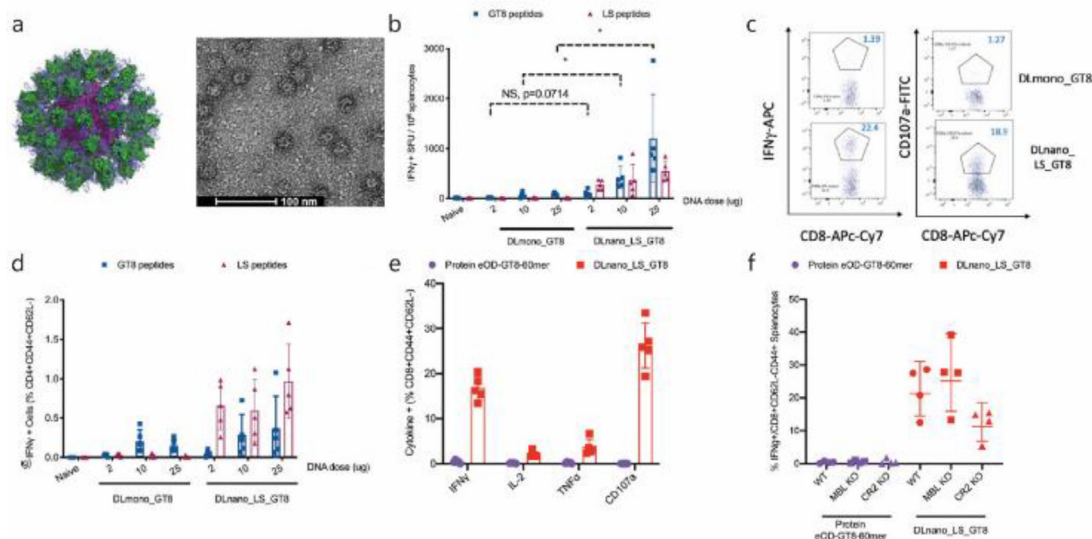 a
100 nm
b
GT8 peptides
LS peptides
IFNγ+ SFU / 10⁶ splenocytes
3000
2000
1000
0
*
*
NS, p=0.0714
Naive
2
10
25
2
10
25
DNA dose (ug)
DLmono_GT8
DLnano_LS_GT8
c
IFNγ-APC
1.39
22.4
CD8-APc-Cy7
CD107a-FITC
1.27
18.9
CD8-APc-Cy7
DLmono_GT8
DLnano_
LS_GT8
d
GT8 peptides
LS peptides
IFNγ + Cells (% CD4+CD44+CD62L-)
2.0
1.5
1.0
0.5
0.0
Naive
2
10
25
2
10
25
DNA dose (ug)
DLmono_GT8
DLnano_LS_GT8
e
Protein eOD-GT8-60mer
DLnano_LS_GT8
Cytokine + (% CD8+CD44+CD62L-)
40
30
20
10
0
IFNγ
IL-2
TNFα
CD107a
f
Protein eOD-GT8-60mer
DLnano_LS_GT8
% IFNg+/CD8+CD62L-CD44+ Splenocytes
50
40
30
20
10
0
WT
MBL KO
CR2 KO
WT
MBL KO
CR2 KO
Protein
eOD-GT8-60mer
DLnano_LS_GT8